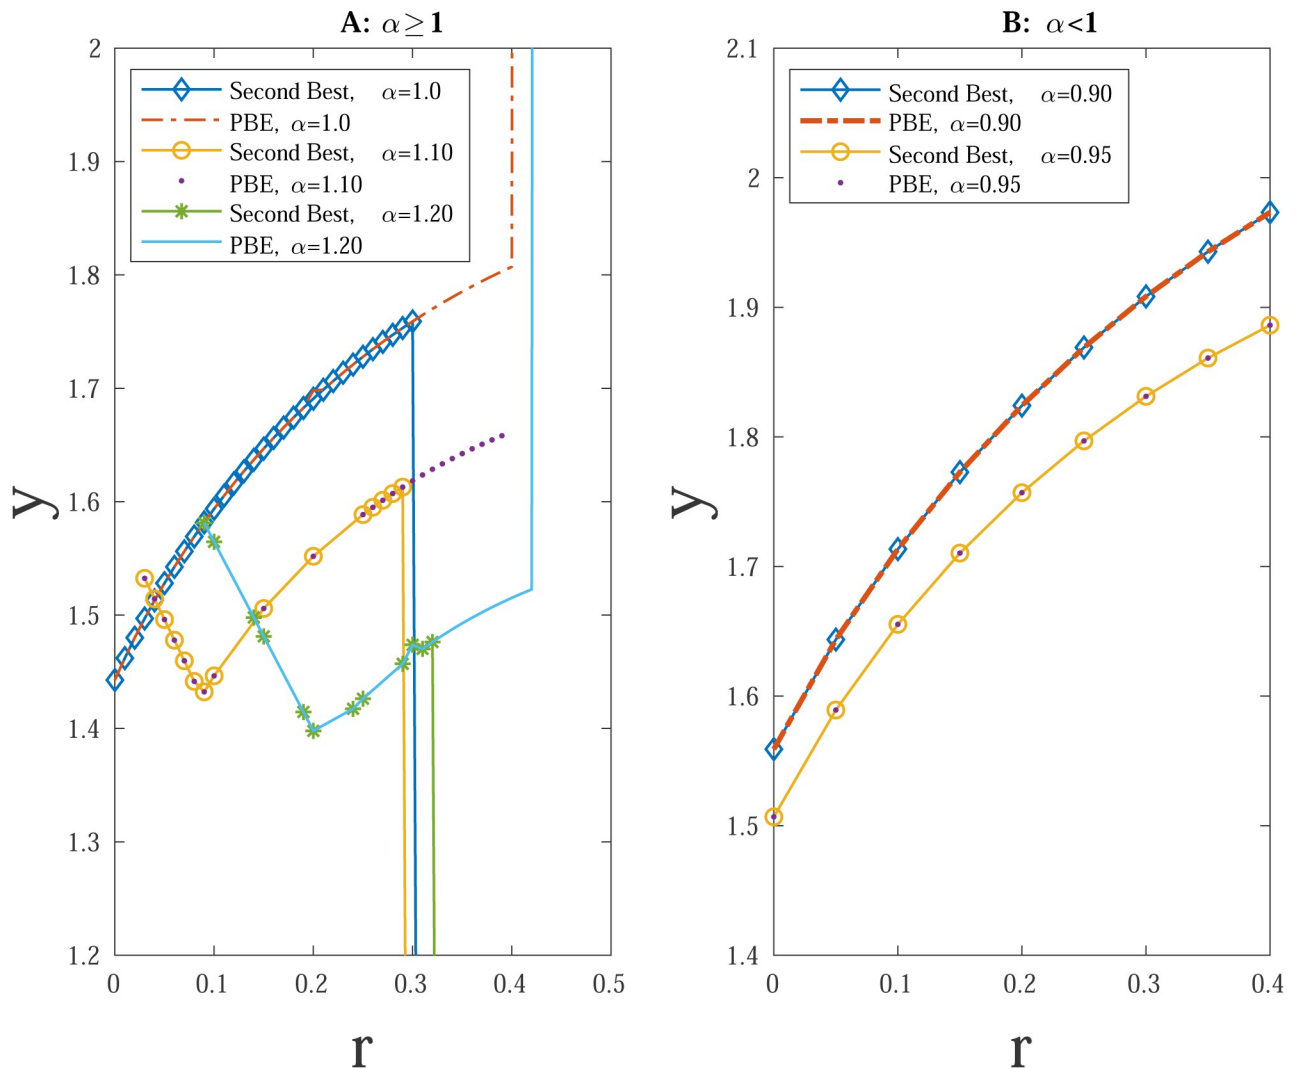 A: α≥1
2
1.9
1.8
1.7
1.6
1.5
1.4
1.3
1.2
y
Second Best, α=1.0
PBE, α=1.0
Second Best, α=1.10
PBE, α=1.10
Second Best, α=1.20
PBE, α=1.20
0 0.1 0.2 0.3 0.4 0.5
r
B: α<1
2.1
2
1.9
1.8
1.7
1.6
1.5
1.4
y
Second Best, α=0.90
PBE, α=0.90
Second Best, α=0.95
PBE, α=0.95
0 0.1 0.2 0.3 0.4
r